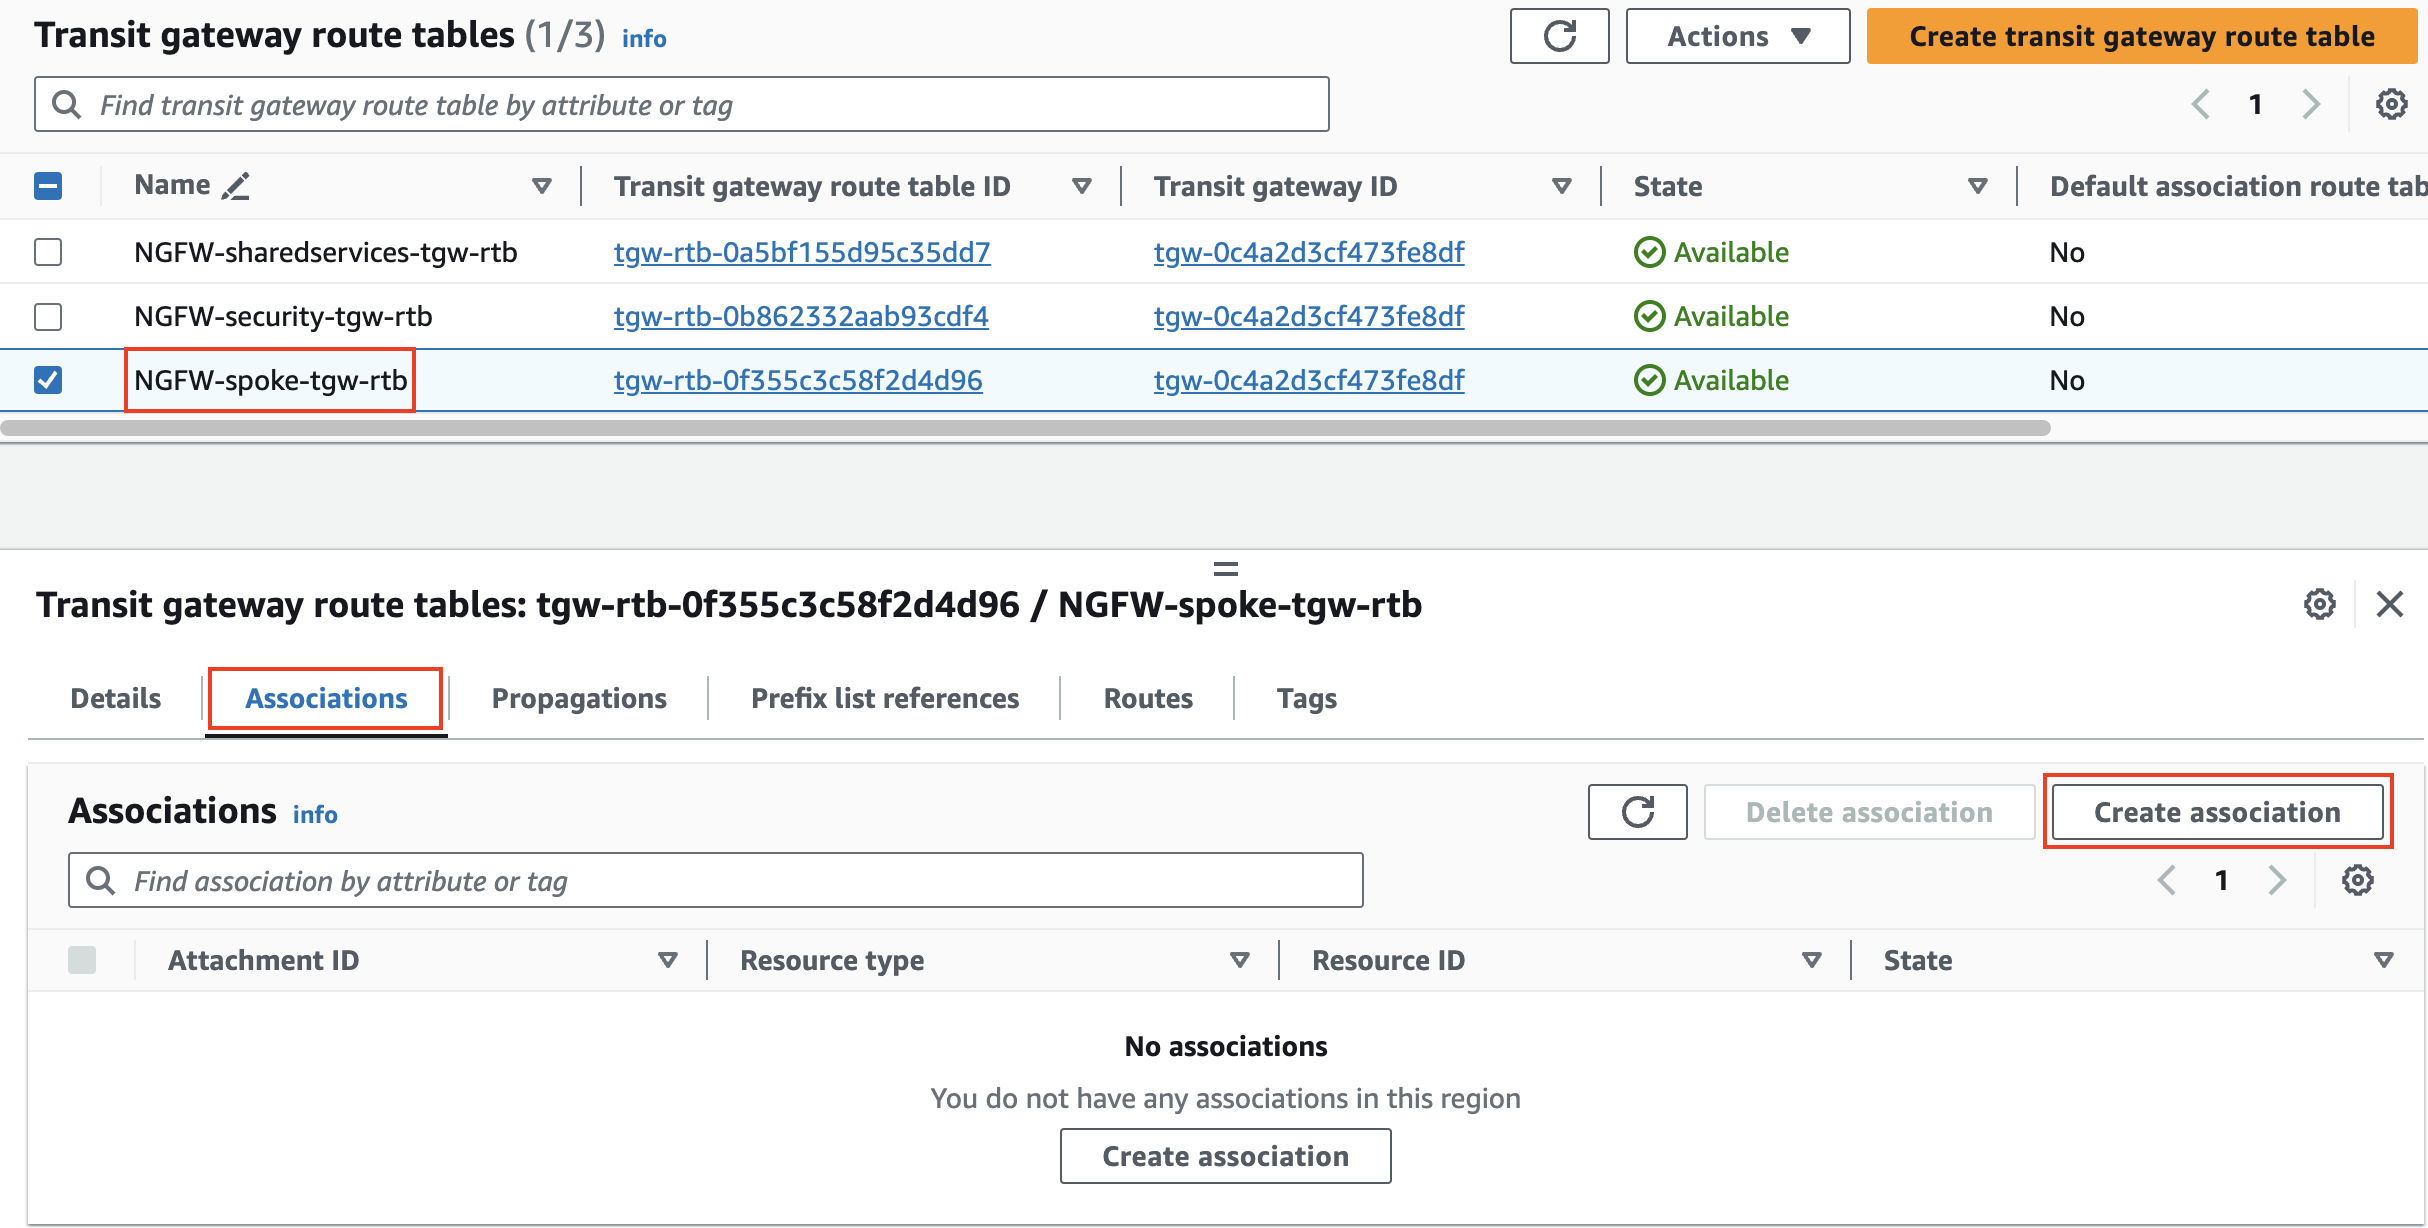 Transit gateway route tables (1/3) info
Actions
Create transit gateway route table
Find transit gateway route table by attribute or tag
1
Name
Transit gateway route table ID
Transit gateway ID
State
Default association route tab
NGFW-sharedservices-tgw-rtb
tgw-rtb-0a5bf155d95c35dd7
tgw-0c4a2d3cf473fe8df
Available
No
NGFW-security-tgw-rtb
tgw-rtb-0b862332aab93cdf4
tgw-0c4a2d3cf473fe8df
Available
No
NGFW-spoke-tgw-rtb
tgw-rtb-0f355c3c58f2d4d96
tgw-0c4a2d3cf473fe8df
Available
No
Transit gateway route tables: tgw-rtb-0f355c3c58f2d4d96 / NGFW-spoke-tgw-rtb
Details
Associations
Propagations
Prefix list references
Routes
Tags
Associations info
Delete association
Create association
Find association by attribute or tag
1
Attachment ID
Resource type
Resource ID
State
No associations
You do not have any associations in this region
Create association